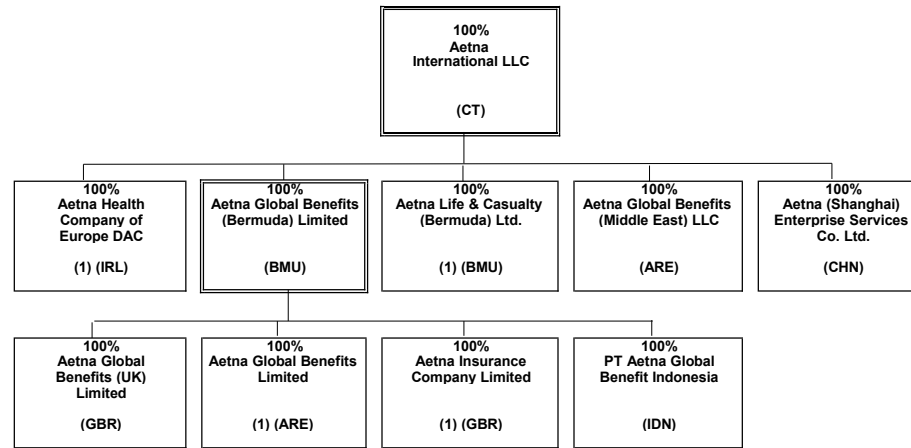 100%
Aetna
International LLC
(CT)
100%
Aetna Health
Company of
Europe DAC
(1) (IRL)
100%
Aetna Global Benefits
(Bermuda) Limited
(BMU)
100%
Aetna Life & Casualty
(Bermuda) Ltd.
(1) (BMU)
100%
Aetna Global Benefits
(Middle East) LLC
(ARE)
100%
Aetna (Shanghai)
Enterprise Services
Co. Ltd.
(CHN)
100%
Aetna Global
Benefits (UK)
Limited
(GBR)
100%
Aetna Global Benefits
Limited
(1) (ARE)
100%
Aetna Insurance
Company Limited
(1) (GBR)
100%
PT Aetna Global
Benefit Indonesia
(IDN)